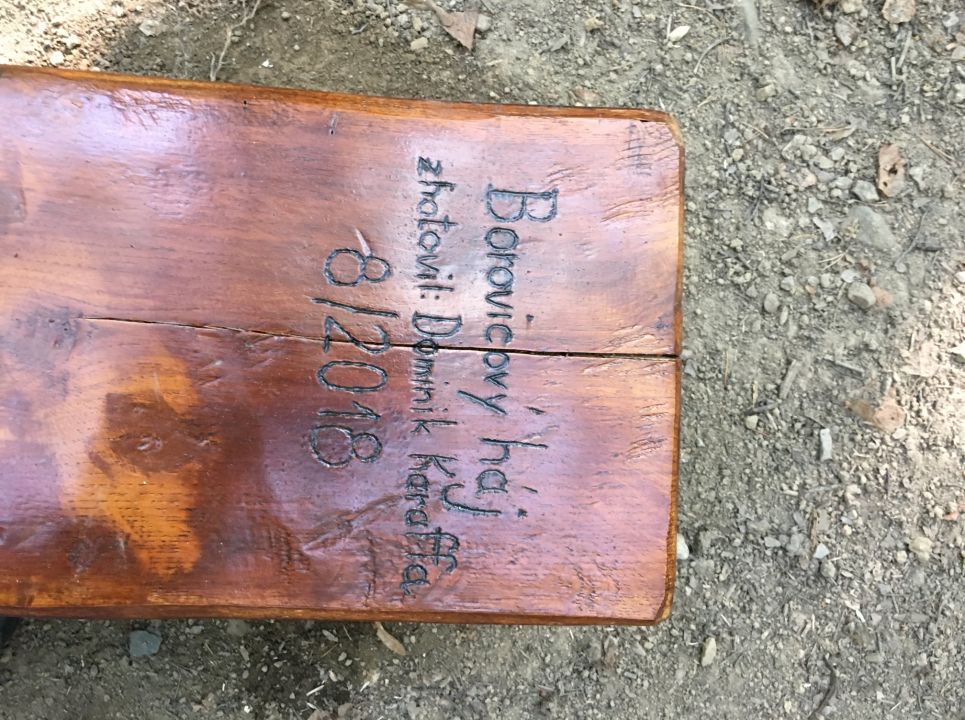 Borovicový háj
zhotovil: Dominik Karaffa
8/2018